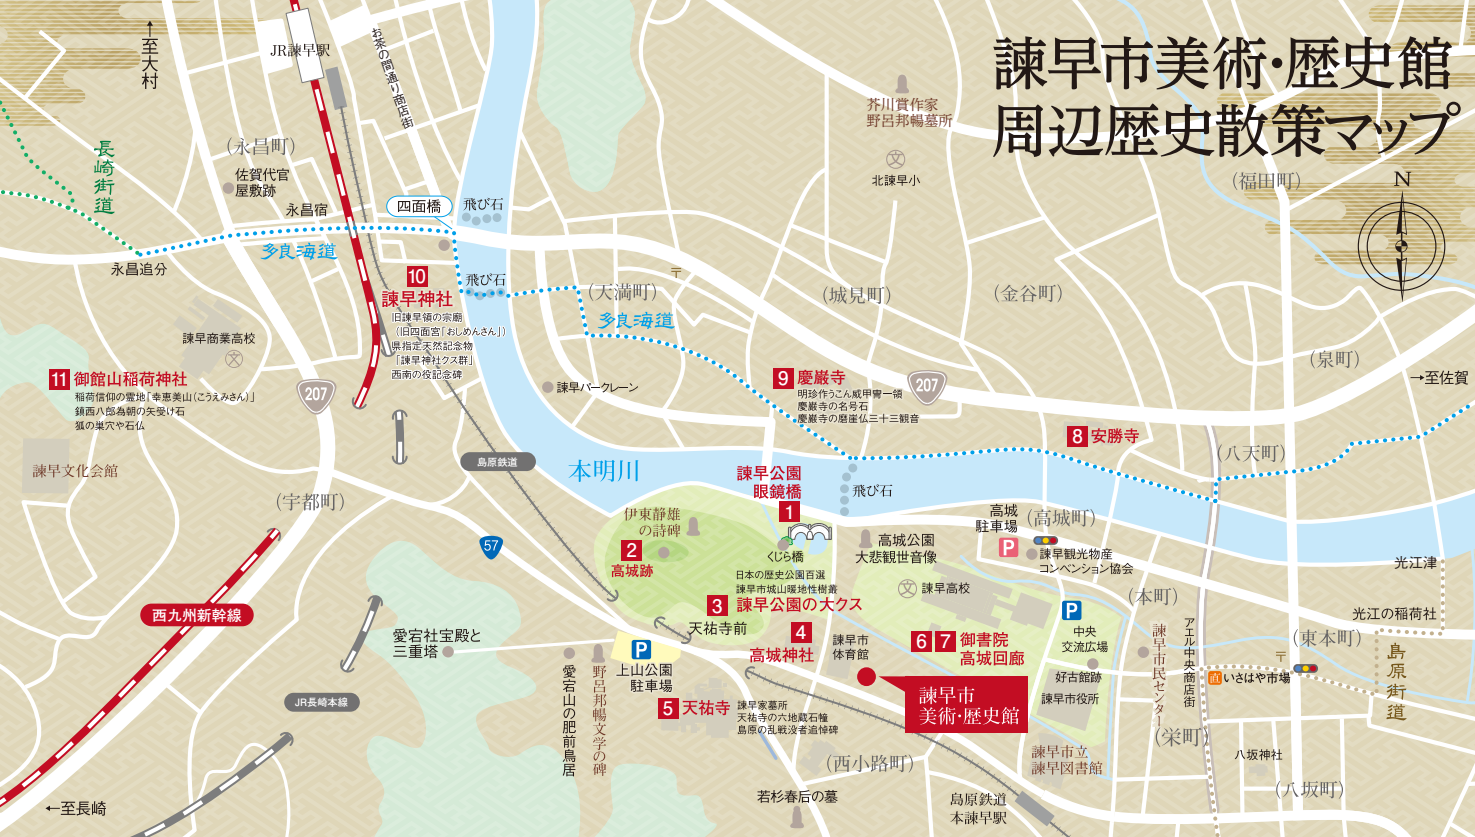 諫早市美術・歴史館
周辺歴史散策マップ
N
↑至大村
JR諫早駅
お茶の間通り商店街
長崎街道
(永昌町)
佐賀代官
屋敷跡
永昌宿
四面橋
飛び石
多良海道
永昌追分
芥川賞作家
野呂邦暢墓所
文
北諫早小
(福田町)
10
諫早神社
旧諫早領の宗廟
(旧四面宮「おしめんさん」)
県指定天然記念物
「諫早神社クス群」
西南の役記念碑
飛び石
(天満町)
〒
多良海道
(城見町)
(金谷町)
(泉町)
→至佐賀
諫早商業高校
文
11
御館山稲荷神社
稲荷信仰の霊地「幸恵美山(こうえみさん)」
鎮西八郎為朝の矢受け石
狐の巣穴や石仏
207
諫早パークレーン
9
慶巌寺
明珍作うこん威甲冑一領
慶巌寺の名号石
慶巌寺の磨崖仏三十三観音
207
8
安勝寺
(八天町)
諫早文化会館
島原鉄道
本明川
(宇都町)
諫早公園
眼鏡橋
1
飛び石
高城
駐車場
P
(高城町)
伊東静雄
の詩碑
2
高城跡
くじら橋
高城公園
大悲観世音像
諫早観光物産
コンベンション協会
57
日本の歴史公園百選
諫早市城山暖地性樹叢
3
諫早公園の大クス
天祐寺前
文
諫早高校
光江津
(本町)
光江の稲荷社
西九州新幹線
愛宕社宝殿と
三重塔
4
高城神社
諫早市
体育館
6
7
御書院
高城回廊
P
中央
交流広場
諫早市民センター
アエル中央商店街
(東本町)
〒
島原街道
P
上山公園
駐車場
愛宕山の肥前鳥居
野呂邦暢文学の碑
5
天祐寺
諫早家墓所
天祐寺の六地蔵石幢
島原の乱戦没者追悼碑
諫早市
美術・歴史館
好古館跡
諫早市役所
直
いさはや市場
JR長崎本線
(栄町)
諫早市立
諫早図書館
八坂神社
(西小路町)
(八坂町)
若杉春后の墓
島原鉄道
本諫早駅
←至長崎